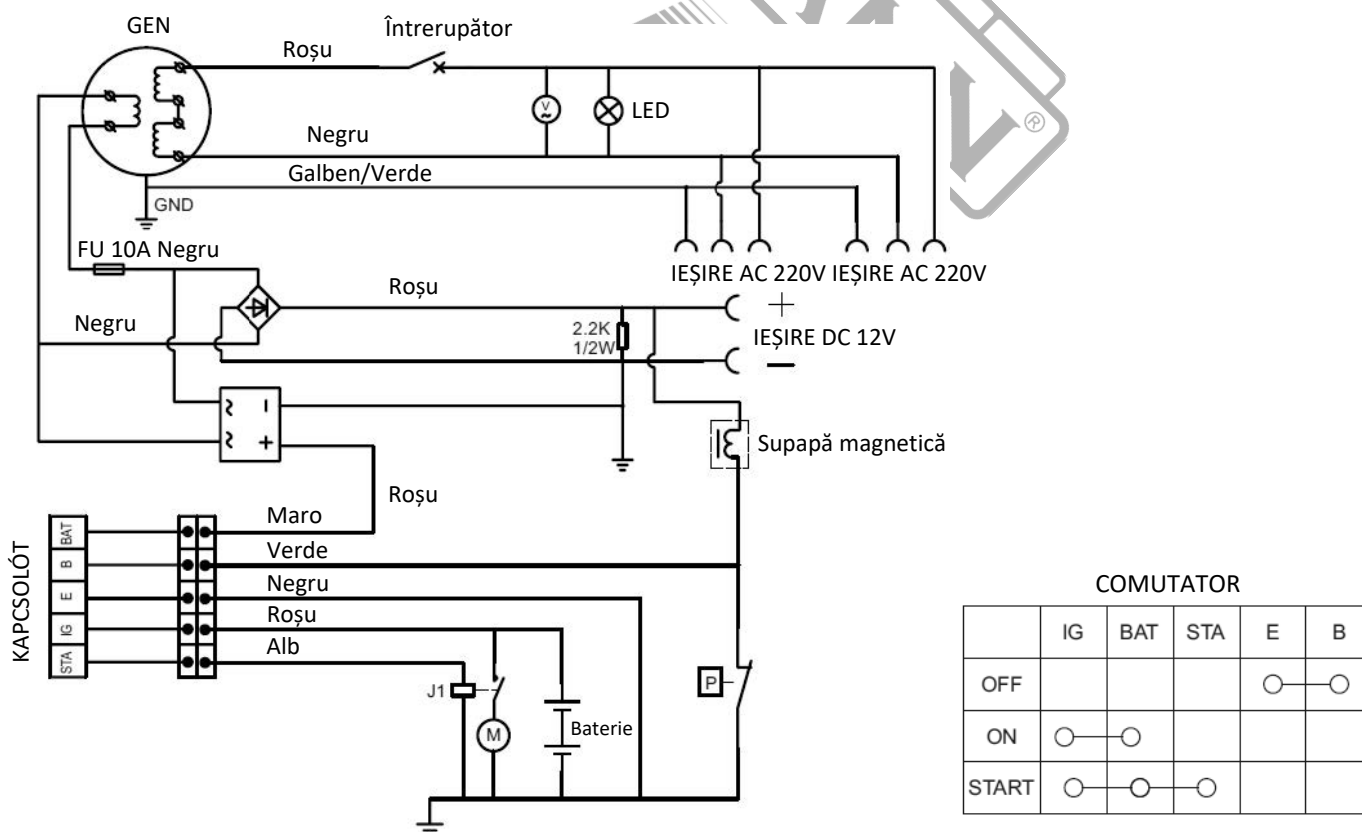 GEN
Întrerupător
Roșu
V
~
LED
Negru
®
Galben/Verde
GND
FU 10A Negru
IEȘIRE AC 220V IEȘIRE AC 220V
Roșu
+
Negru
2.2K
1/2W
IEȘIRE DC 12V
—
~ −
~ +
Supapă magnetică
Roșu
KAPCSOLÓT
BAT
B
E
IG
STA
Maro
Verde
Negru
Roșu
Alb
J1
M
Baterie
P
COMUTATOR
IG BAT STA E B
OFF
ON
START